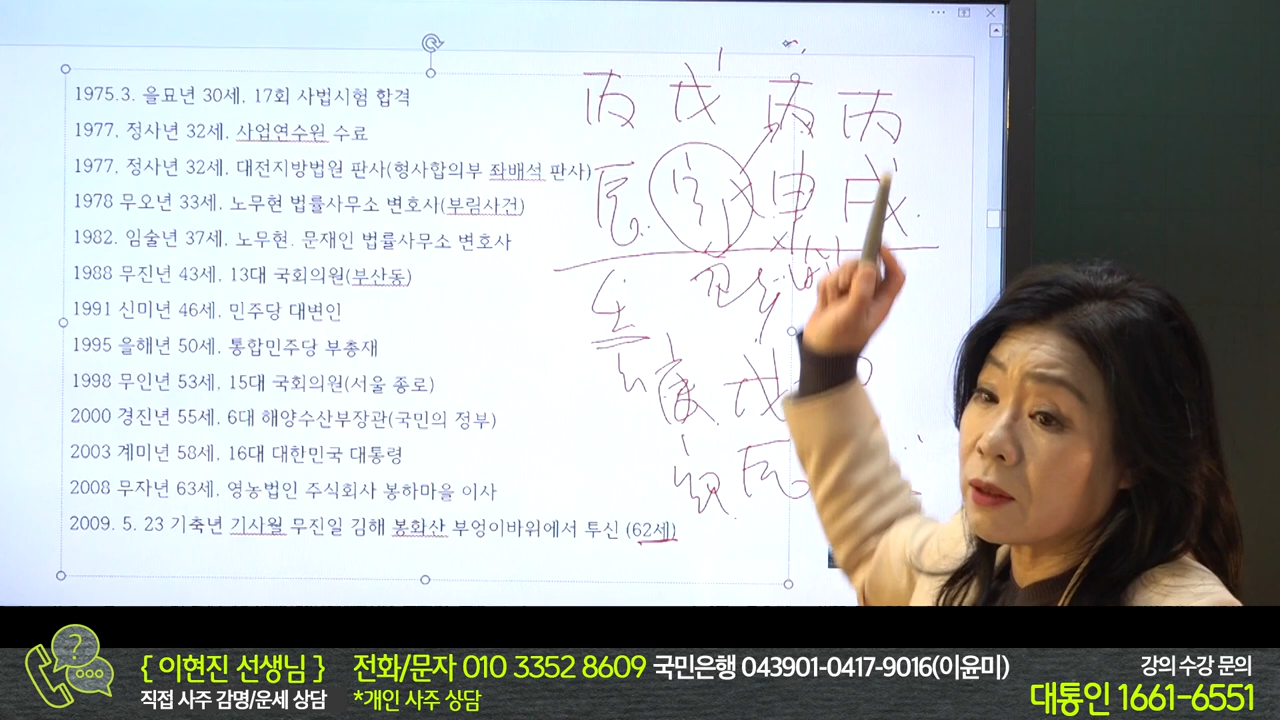 1975.3. 을묘년 30세. 17회 사법시험 합격
1977. 정사년 32세. 사업연수원 수료
1977. 정사년 32세. 대전지방법원 판사(형사합의부 좌배석 판사)
1978 무오년 33세. 노무현 법률사무소 변호사(부림사건)
1982. 임술년 37세. 노무현. 문재인 법률사무소 변호사
1988 무진년 43세. 13대 국회의원(부산동)
1991 신미년 46세. 민주당 대변인
1995 을해년 50세. 통합민주당 부총재
1998 무인년 53세. 15대 국회의원(서울 종로)
2000 경진년 55세. 6대 해양수산부장관(국민의 정부)
2003 계미년 58세. 16대 대한민국 대통령
2008 무자년 63세. 영농법인 주식회사 봉하마을 이사
2009. 5. 23 기축년 기사월 무진일 김해 봉화산 부엉이바위에서 투신 (62세)
丙 戊 丙 丙
辰 寅 申 戌
戊
辰
{ 이현진 선생님 }
직접 사주 감명/운세 상담
전화/문자 010 3352 8609 국민은행 043901-0417-9016(이윤미)
*개인 사주 상담
강의 수강 문의
대통인 1661-6551